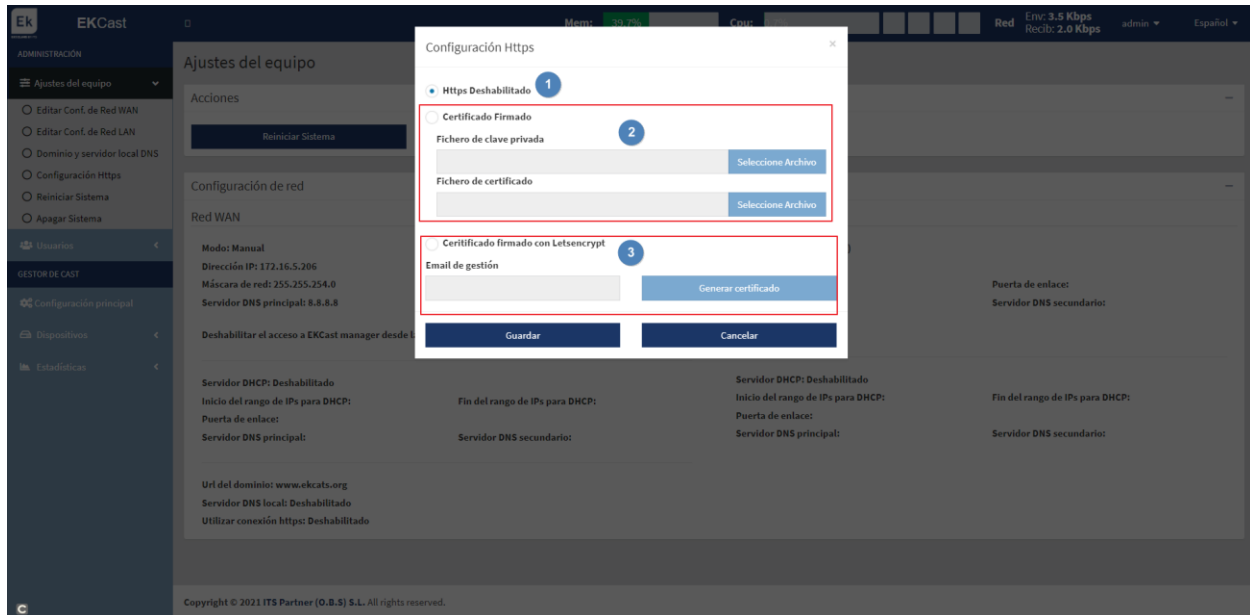 Ek
EKCast
Mem: 39.7%
Cpu:
Red
Env: 3.5 Kbps
Recib: 2.0 Kbps
admin
Español
ADMINISTRACIÓN
Ajustes del equipo
Editar Conf. de Red WAN
Editar Conf. de Red LAN
Dominio y servidor local DNS
Configuración Https
Reiniciar Sistema
Apagar Sistema
Usuarios
GESTOR DE CAST
Configuración principal
Dispositivos
Estadísticas
Ajustes del equipo
Acciones
Reiniciar Sistema
Configuración de red
Red WAN
Modo: Manual
Dirección IP: 172.16.5.206
Máscara de red: 255.255.254.0
Puerta de enlace:
Servidor DNS principal: 8.8.8.8
Servidor DNS secundario:
Deshabilitar el acceso a EKCast manager desde
Configuración Https
×
Https Deshabilitado
1
Certificado Firmado
2
Fichero de clave privada
Seleccione Archivo
Fichero de certificado
Seleccione Archivo
Ceritificado firmado con Letsencrypt
3
Email de gestión
Generar certificado
Guardar
Cancelar
Servidor DHCP: Deshabilitado
Inicio del rango de IPs para DHCP:
Fin del rango de IPs para DHCP:
Puerta de enlace:
Servidor DNS principal:
Servidor DNS secundario:
Servidor DHCP: Deshabilitado
Inicio del rango de IPs para DHCP:
Fin del rango de IPs para DHCP:
Puerta de enlace:
Servidor DNS principal:
Servidor DNS secundario:
Url del dominio: www.ekcats.org
Servidor DNS local: Deshabilitado
Utilizar conexión https: Deshabilitado
Copyright © 2021 ITS Partner (O.B.S) S.L. All rights reserved.